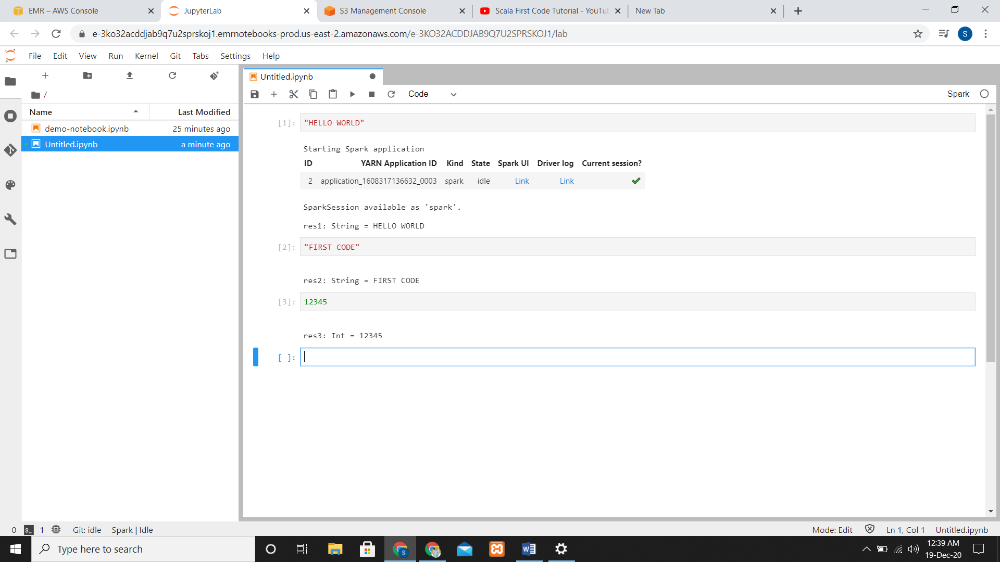 EMR – AWS Console
JupyterLab
S3 Management Console
Scala First Code Tutorial - YouTu
New Tab
e-3ko32acddjab9q7u2sprskoj1.emrnotebooks-prod.us-east-2.amazonaws.com/e-3KO32ACDDJAB9Q7U2SPRSKOJ1/lab
S
File Edit View Run Kernel Git Tabs Settings Help
/
Name Last Modified
demo-notebook.ipynb 25 minutes ago
Untitled.ipynb a minute ago
Untitled.ipynb
Code
Spark
[1]: "HELLO WORLD"
Starting Spark application
ID YARN Application ID Kind State Spark UI Driver log Current session?
2 application_1608317136632_0003 spark idle Link Link ✔
SparkSession available as 'spark'.
res1: String = HELLO WORLD
[2]: "FIRST CODE"
res2: String = FIRST CODE
[3]: 12345
res3: Int = 12345
[ ]:
0 $_ 1 Git: idle Spark | Idle Mode: Edit Ln 1, Col 1 Untitled.ipynb
Type here to search
S
12:39 AM
19-Dec-20